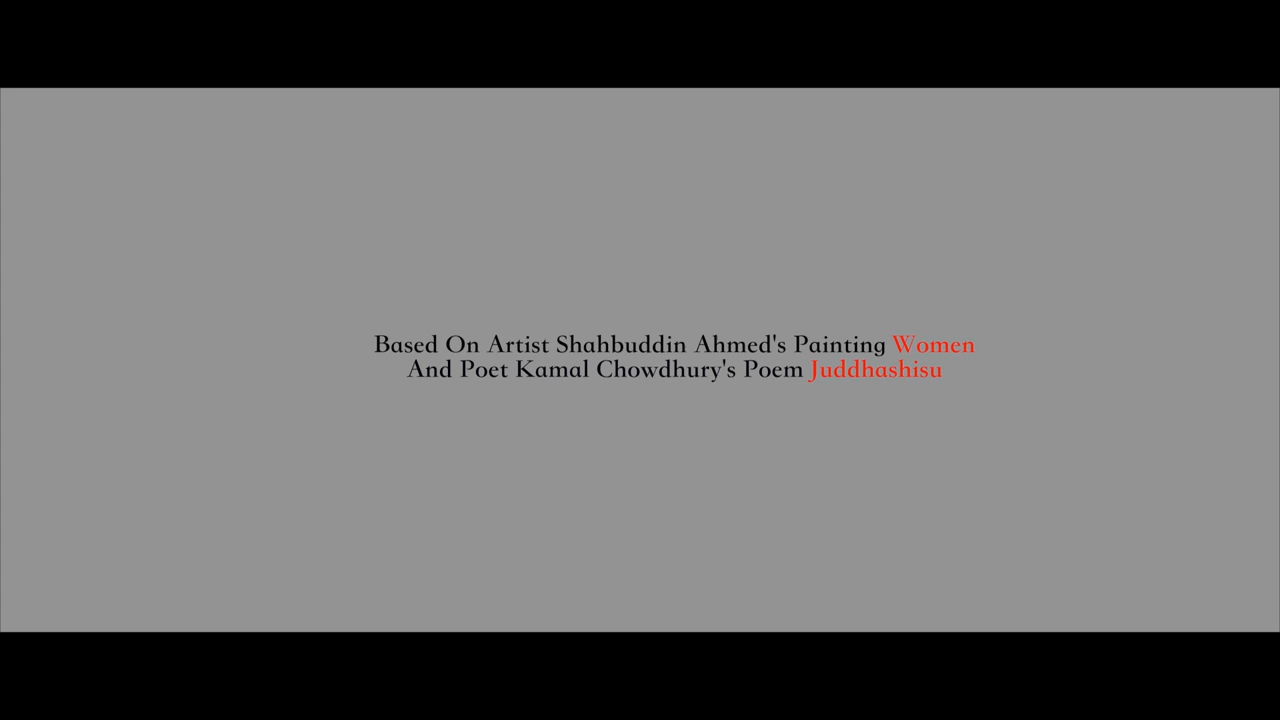 Based On Artist Shahbuddin Ahmed's Painting Women
And Poet Kamal Chowdhury's Poem Juddhashisu